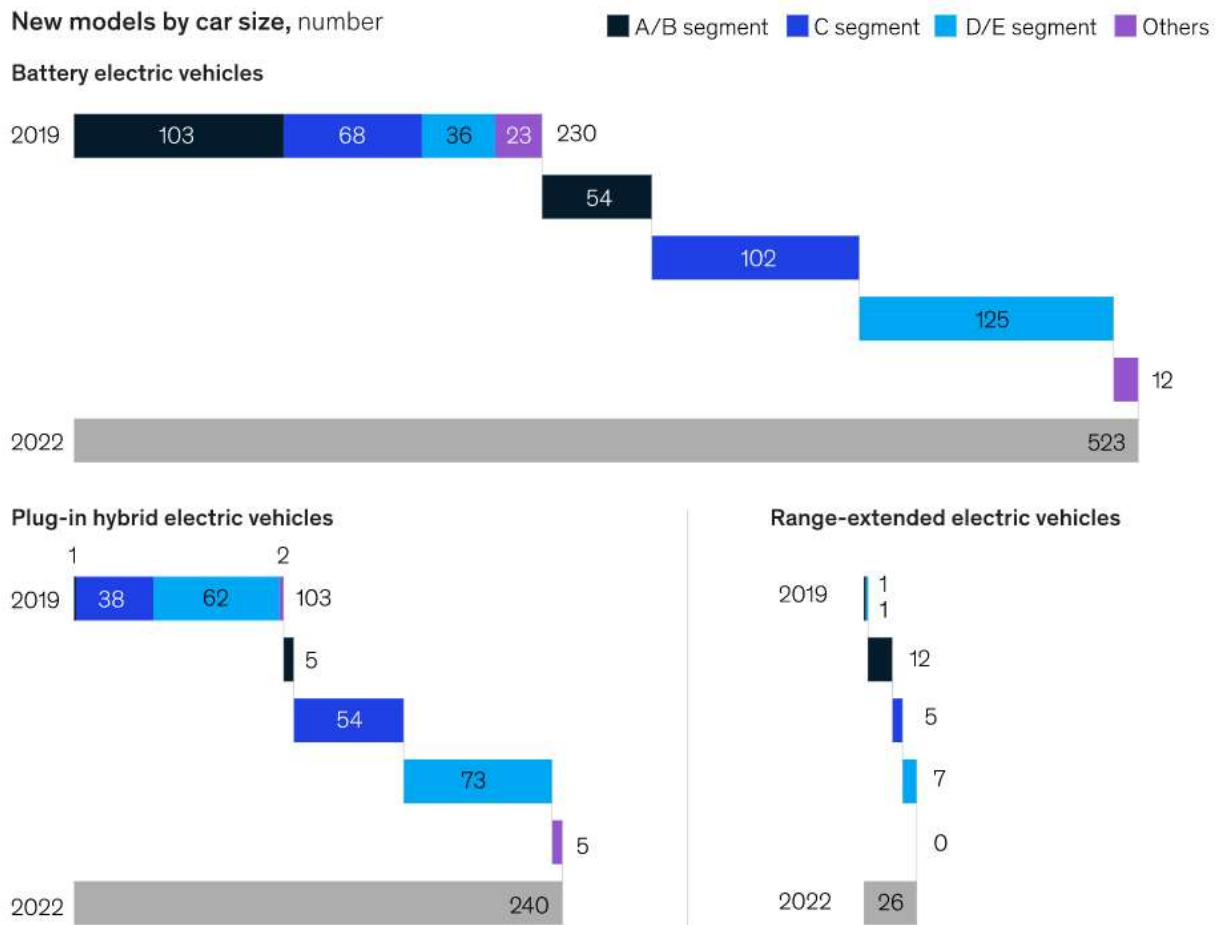 New models by car size, number
A/B segment C segment D/E segment Others
Battery electric vehicles
2019 103 68 36 23 230
54
102
125
12
2022 523
Plug-in hybrid electric vehicles
1 2
2019 38 62 103
5
54
73
5
2022 240
Range-extended electric vehicles
2019 1
1
12
5
7
0
2022 26